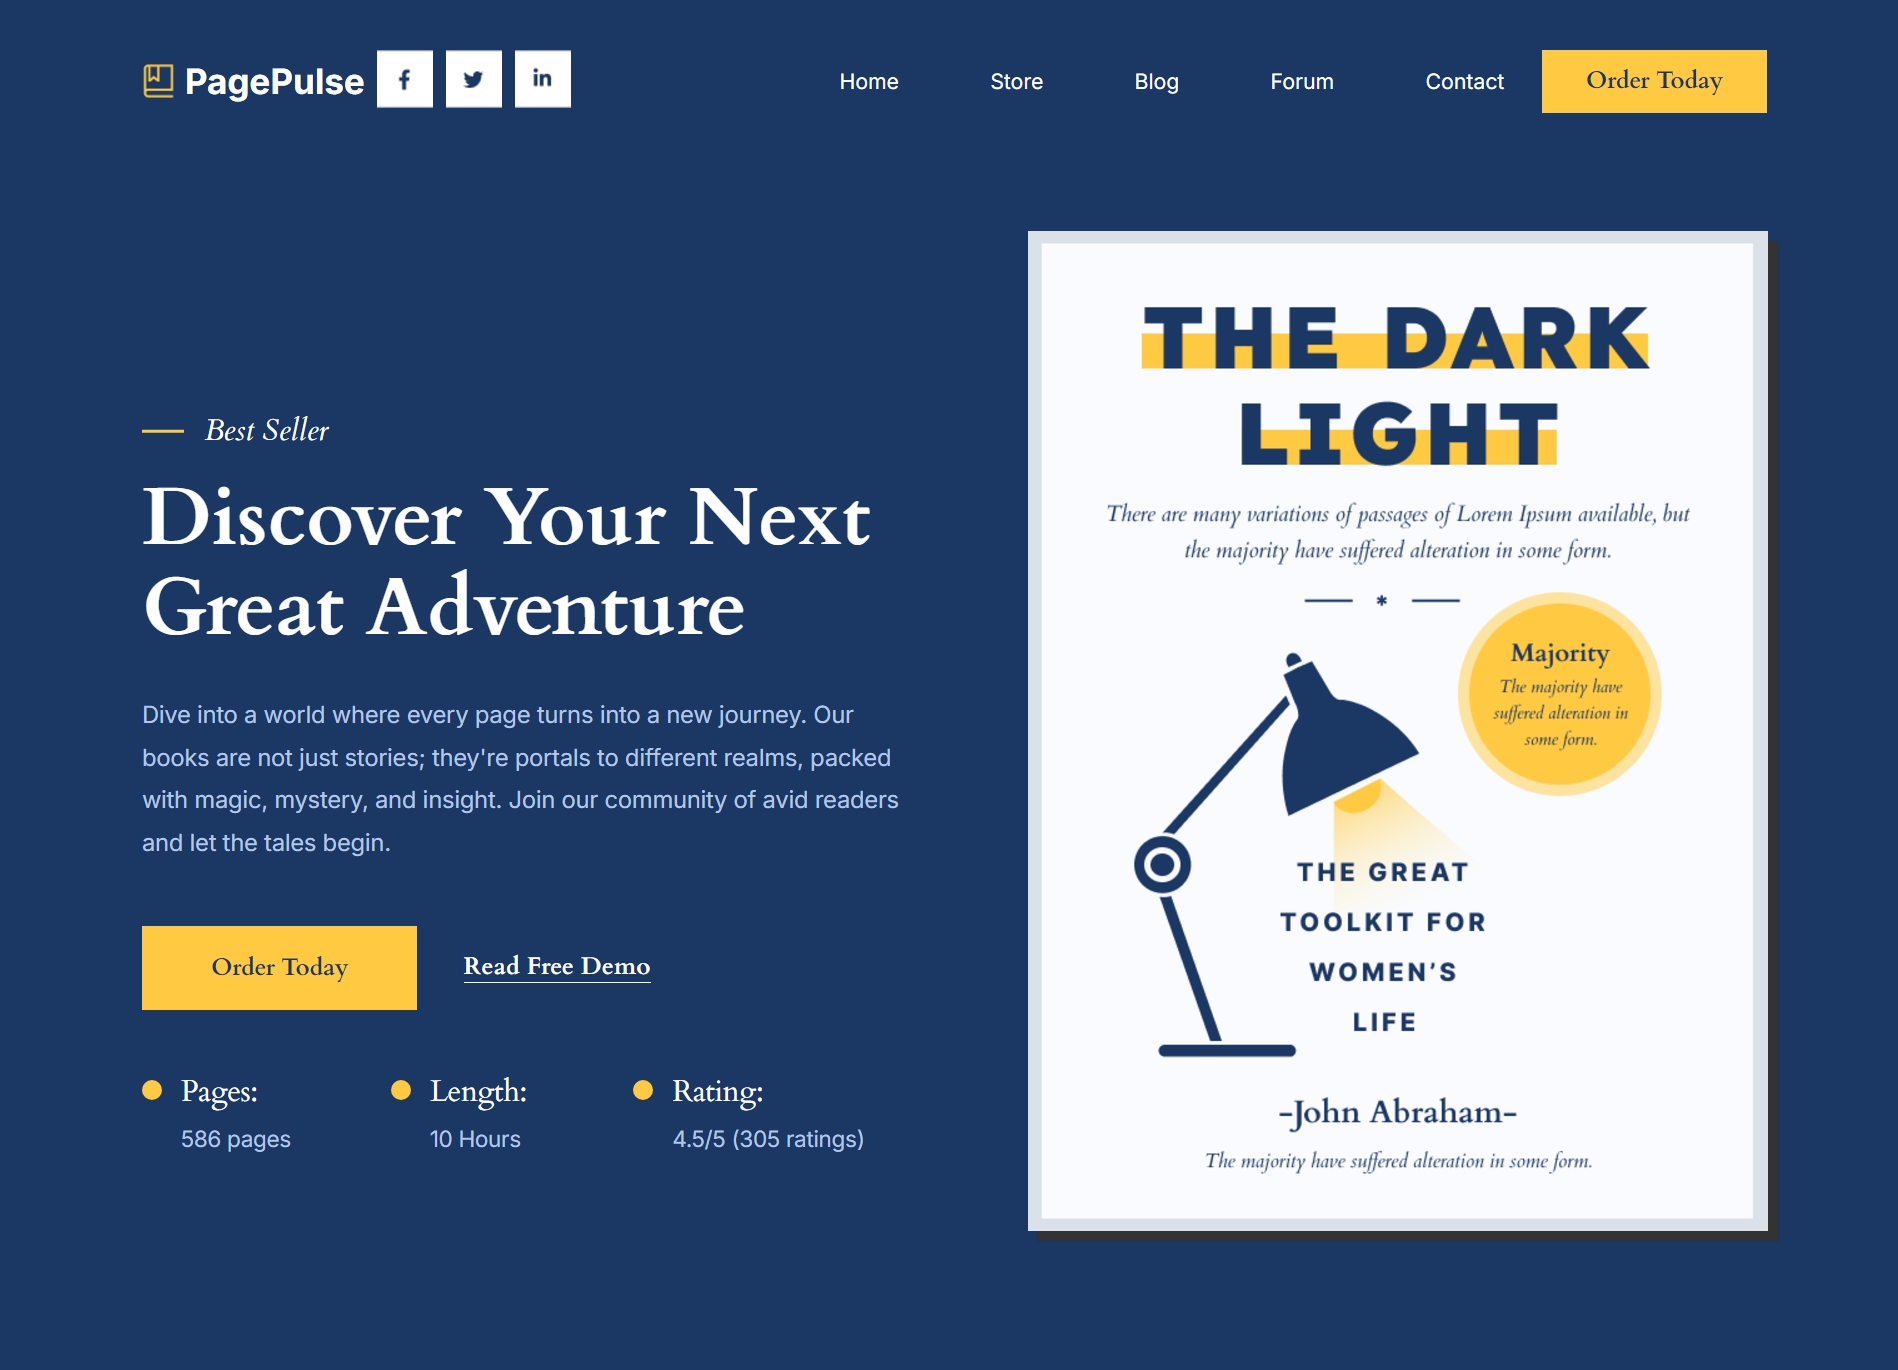 PagePulse
Home
Store
Blog
Forum
Contact
Order Today
Best Seller
Discover Your Next
Great Adventure
Dive into a world where every page turns into a new journey. Our
books are not just stories; they're portals to different realms, packed
with magic, mystery, and insight. Join our community of avid readers
and let the tales begin.
Order Today
Read Free Demo
Pages:
586 pages
Length:
10 Hours
Rating:
4.5/5 (305 ratings)
THE DARK
LIGHT
There are many variations of passages of Lorem Ipsum available, but
the majority have suffered alteration in some form.
*
Majority
The majority have
suffered alteration in
some form.
THE GREAT
TOOLKIT FOR
WOMEN’S
LIFE
-John Abraham-
The majority have suffered alteration in some form.